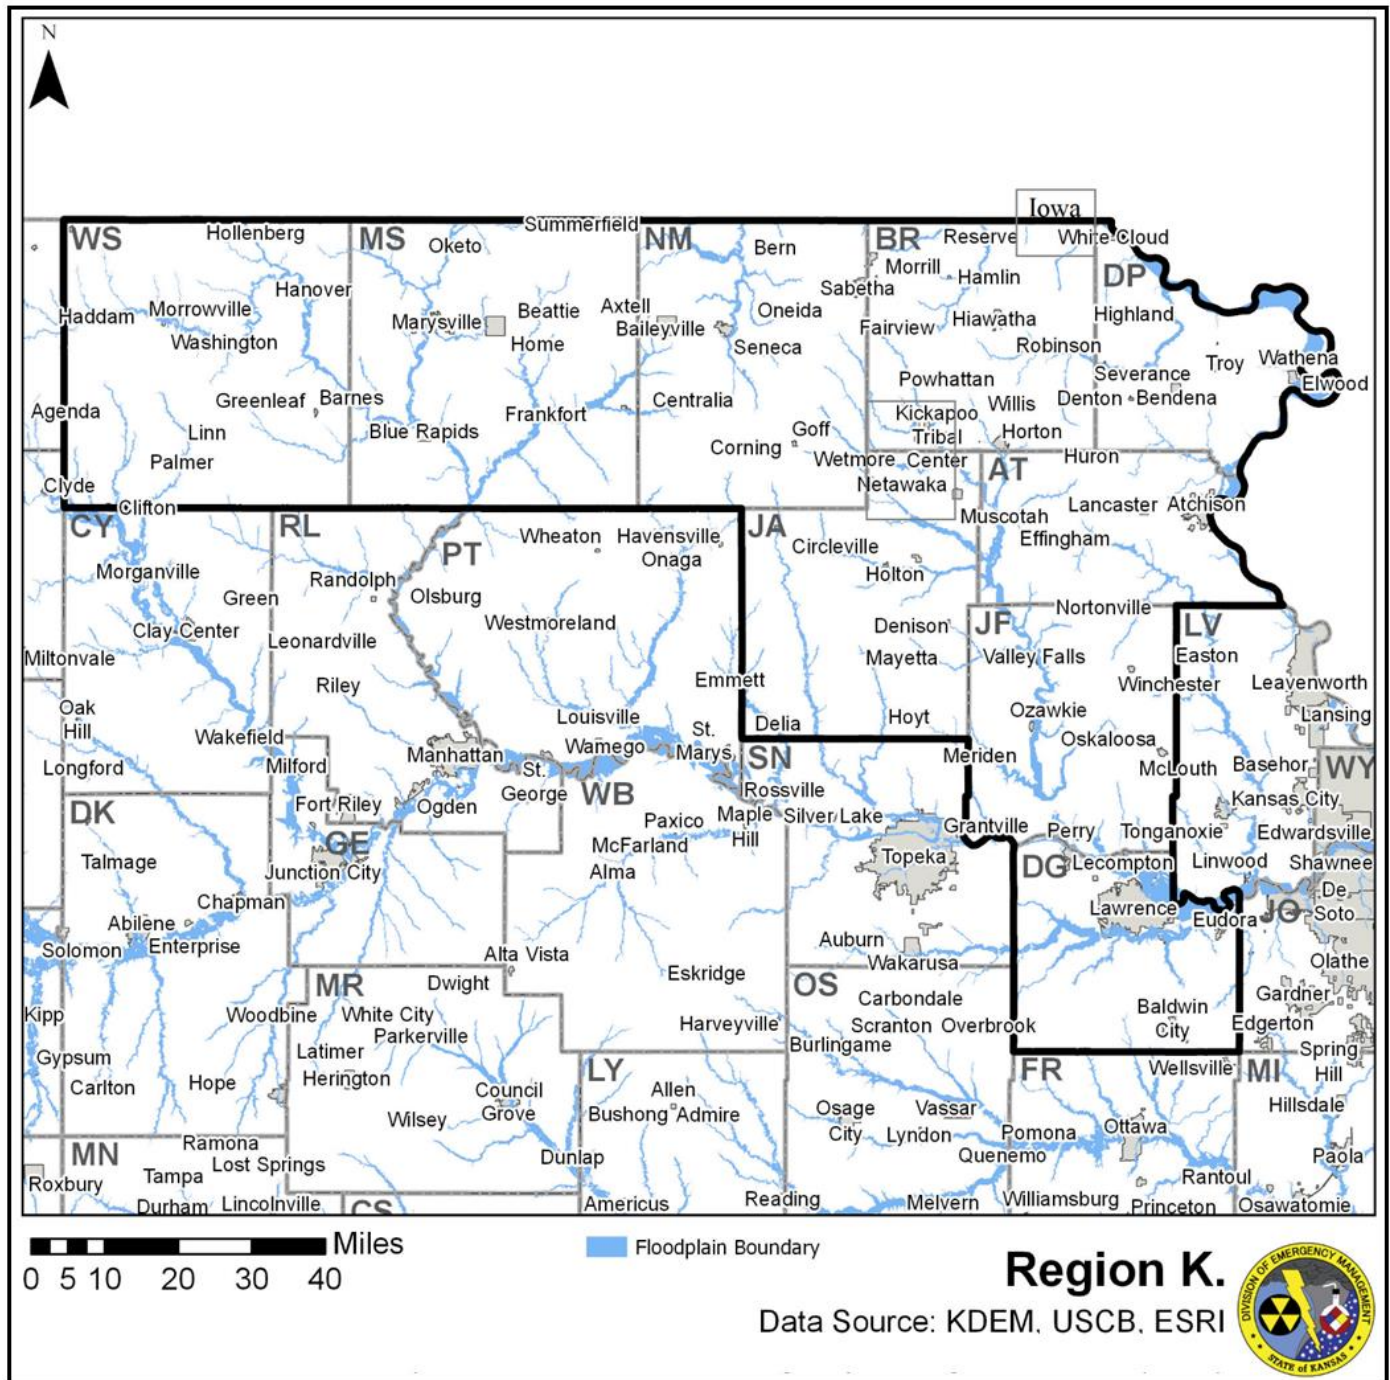 N
Iowa
WS
Hollenberg
MS
Oketo
Summerfield
NM
Bern
BR
Reserve
White Cloud
Morrill
Hamlin
DP
Hanover
Sabetha
Haddam
Morrowville
Beattie
Axtell
Oneida
Highland
Marysville
Baileyville
Fairview
Hiawatha
Washington
Home
Seneca
Robinson
Troy
Wathena
Powhattan
Severance
Elwood
Agenda
Greenleaf
Barnes
Frankfort
Centralia
Kickapoo
Tribal
Center
Willis
Denton
Bendena
Linn
Blue Rapids
Goff
Horton
Palmer
Corning
Wetmore
Huron
AT
Clyde
Netawaka
Clifton
Lancaster
Atchison
CY
RL
PT
Wheaton
Havensville
JA
Muscotah
Circleville
Effingham
Onaga
Morganville
Randolph
Holton
Green
Olsburg
Nortonville
Clay Center
Westmoreland
Denison
JF
LV
Leonardville
Miltonvale
Mayetta
Valley Falls
Easton
Riley
Emmett
Winchester
Leavenworth
Oak
Hill
Louisville
Delia
Hoyt
Ozawkie
Lansing
Wakefield
St.
Marys
Oskaloosa
Manhattan
Wamego
SN
Meriden
Longford
Milford
St.
George
McLouth
Basehor
WY
WB
Rossville
Kansas City
DK
Fort Riley
Ogden
Paxico
Maple
Hill
Silver Lake
Grantville
Perry
Tonganoxie
Edwardsville
GE
McFarland
Talmage
Topeka
DG
Lecompton
Linwood
Shawnee
Junction City
Alma
De
Soto
Chapman
Lawrence
JO
Abilene
Eudora
Solomon
Enterprise
Auburn
Alta Vista
Wakarusa
Olathe
MR
Dwight
Eskridge
OS
Carbondale
Gardner
Kipp
Woodbine
White City
Baldwin
City
Parkerville
Harveyville
Scranton
Overbrook
Edgerton
Burlingame
Latimer
Spring
Hill
Gypsum
LY
FR
Wellsville
MI
Carlton
Hope
Herington
Council
Grove
Allen
Hillsdale
Bushong
Admire
Osage
City
Vassar
Wilsey
Lyndon
Pomona
Ottawa
MN
Ramona
Dunlap
Quenemo
Paola
Lost Springs
Roxbury
Tampa
Rantoul
Durham
Lincolnville
CS
Americus
Reading
Melvern
Williamsburg
Princeton
Osawatomie
Miles
0 5 10 20 30 40
Floodplain Boundary
Region K.
Data Source: KDEM, USCB, ESRI
DIVISION OF EMERGENCY MANAGEMENT
STATE of KANSAS